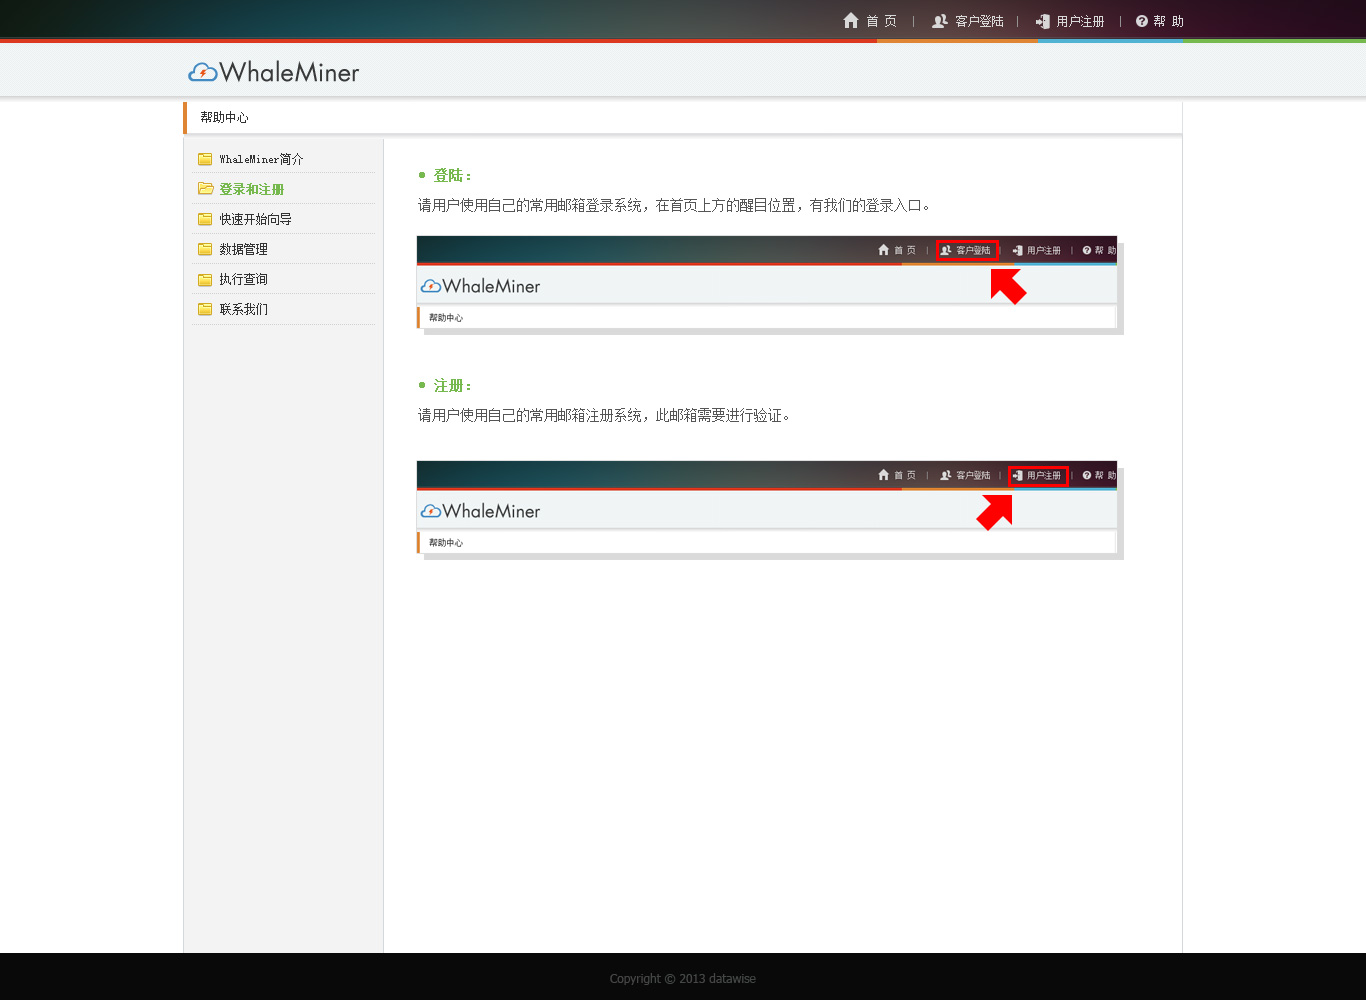 首 页 | 客户登陆 | 用户注册 | 帮 助
WhaleMiner
帮助中心
WhaleMiner简介
登录和注册
快速开始向导
数据管理
执行查询
联系我们
• 登陆：
请用户使用自己的常用邮箱登录系统，在首页上方的醒目位置，有我们的登录入口。
首 页 | 客户登陆 | 用户注册 | 帮 助
WhaleMiner
帮助中心
• 注册：
请用户使用自己的常用邮箱注册系统，此邮箱需要进行验证。
首 页 | 客户登陆 | 用户注册 | 帮 助
WhaleMiner
帮助中心
Copyright © 2013 datawise